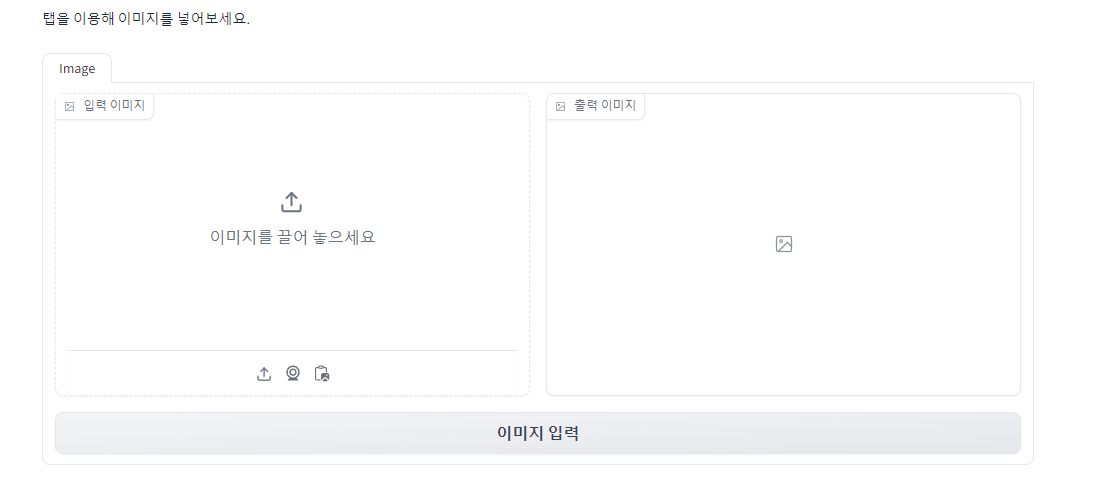 탭을 이용해 이미지를 넣어보세요.
Image
입력 이미지
출력 이미지
이미지를 끌어 놓으세요
이미지 입력